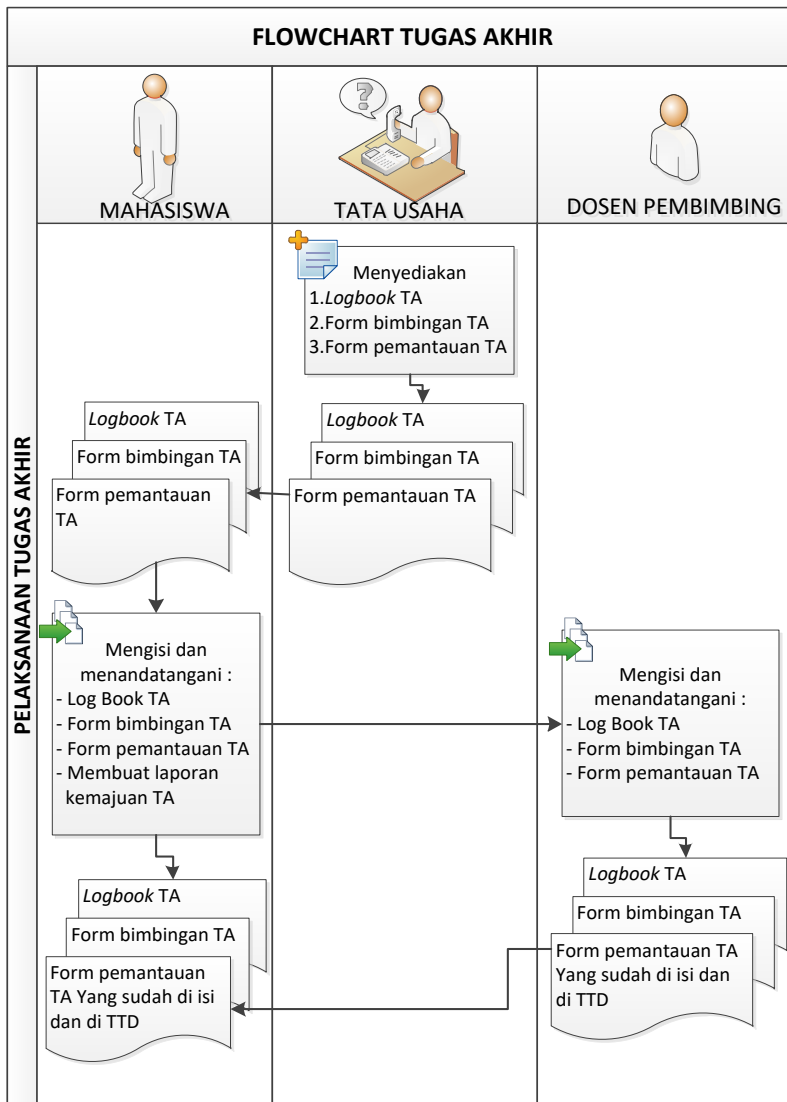 FLOWCHART TUGAS AKHIR
PELAKSANAAN TUGAS AKHIR
MAHASISWA
TATA USAHA
DOSEN PEMBIMBING
?
Menyediakan
1.Logbook TA
2.Form bimbingan TA
3.Form pemantauan TA
Logbook TA
Form bimbingan TA
Form pemantauan TA
Logbook TA
Form bimbingan TA
Form pemantauan
TA
Mengisi dan
menandatangani :
- Log Book TA
- Form bimbingan TA
- Form pemantauan TA
- Membuat laporan
kemajuan TA
Mengisi dan
menandatangani :
- Log Book TA
- Form bimbingan TA
- Form pemantauan TA
Logbook TA
Form bimbingan TA
Form pemantauan TA
Yang sudah di isi dan
di TTD
Logbook TA
Form bimbingan TA
Form pemantauan
TA Yang sudah di isi
dan di TTD